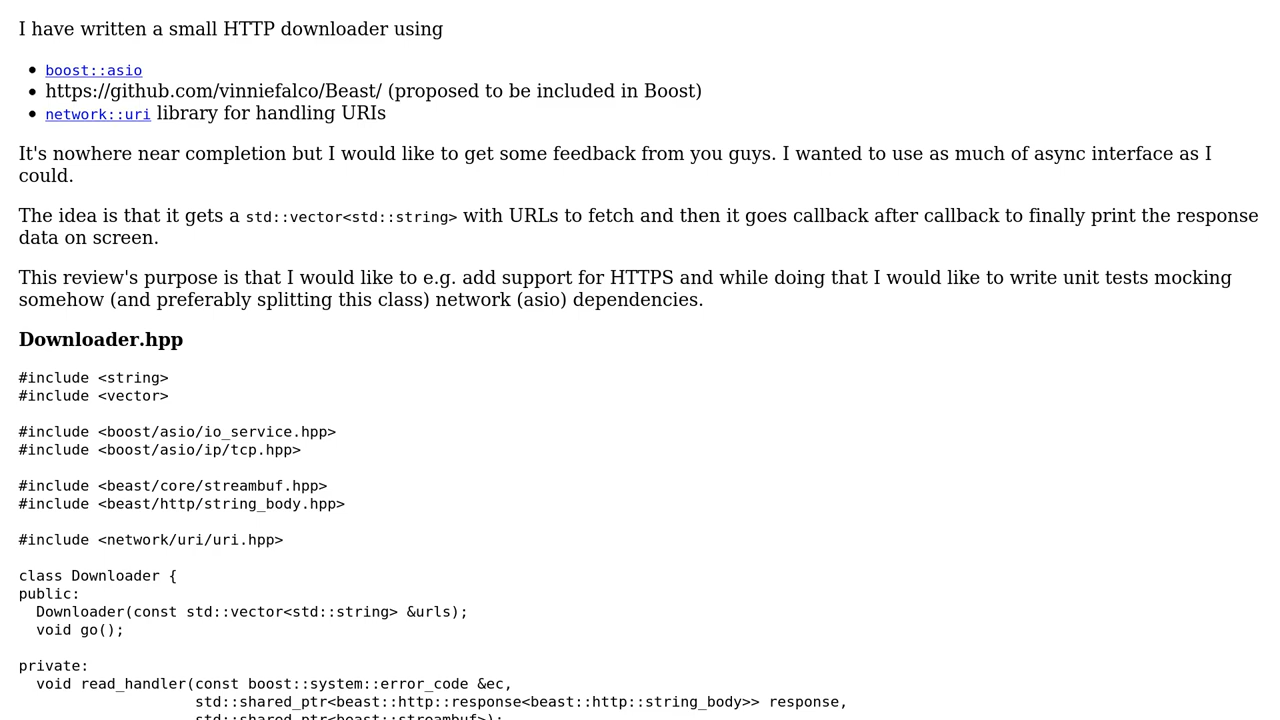 I have written a small HTTP downloader using
• boost::asio
• https://github.com/vinniefalco/Beast/ (proposed to be included in Boost)
• network::uri library for handling URIs
It's nowhere near completion but I would like to get some feedback from you guys. I wanted to use as much of async interface as I
could.
The idea is that it gets a std::vector<std::string> with URLs to fetch and then it goes callback after callback to finally print the response
data on screen.
This review's purpose is that I would like to e.g. add support for HTTPS and while doing that I would like to write unit tests mocking
somehow (and preferably splitting this class) network (asio) dependencies.
Downloader.hpp
#include <string>
#include <vector>
#include <boost/asio/io_service.hpp>
#include <boost/asio/ip/tcp.hpp>
#include <beast/core/streambuf.hpp>
#include <beast/http/string_body.hpp>
#include <network/uri/uri.hpp>
class Downloader {
public:
  Downloader(const std::vector<std::string> &urls);
  void go();
private:
  void read_handler(const boost::system::error_code &ec,
                    std::shared_ptr<beast::http::response<beast::http::string_body>> response,
                    std::shared_ptr<beast::streambuf>);